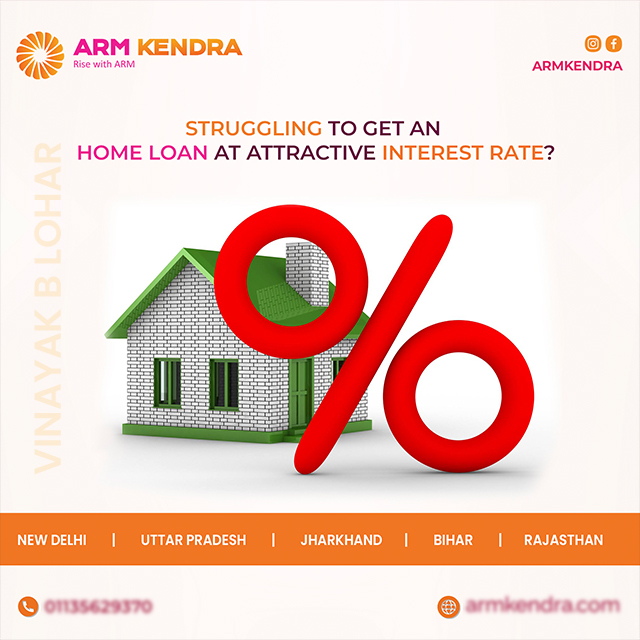 ARM KENDRA
Rise with ARM
ARMKENDRA
STRUGGLING TO GET AN
HOME LOAN AT ATTRACTIVE INTEREST RATE?
%
VINAYAK B LOHAR
NEW DELHI | UTTAR PRADESH | JHARKHAND | BIHAR | RAJASTHAN
01135629370
armkendra.com